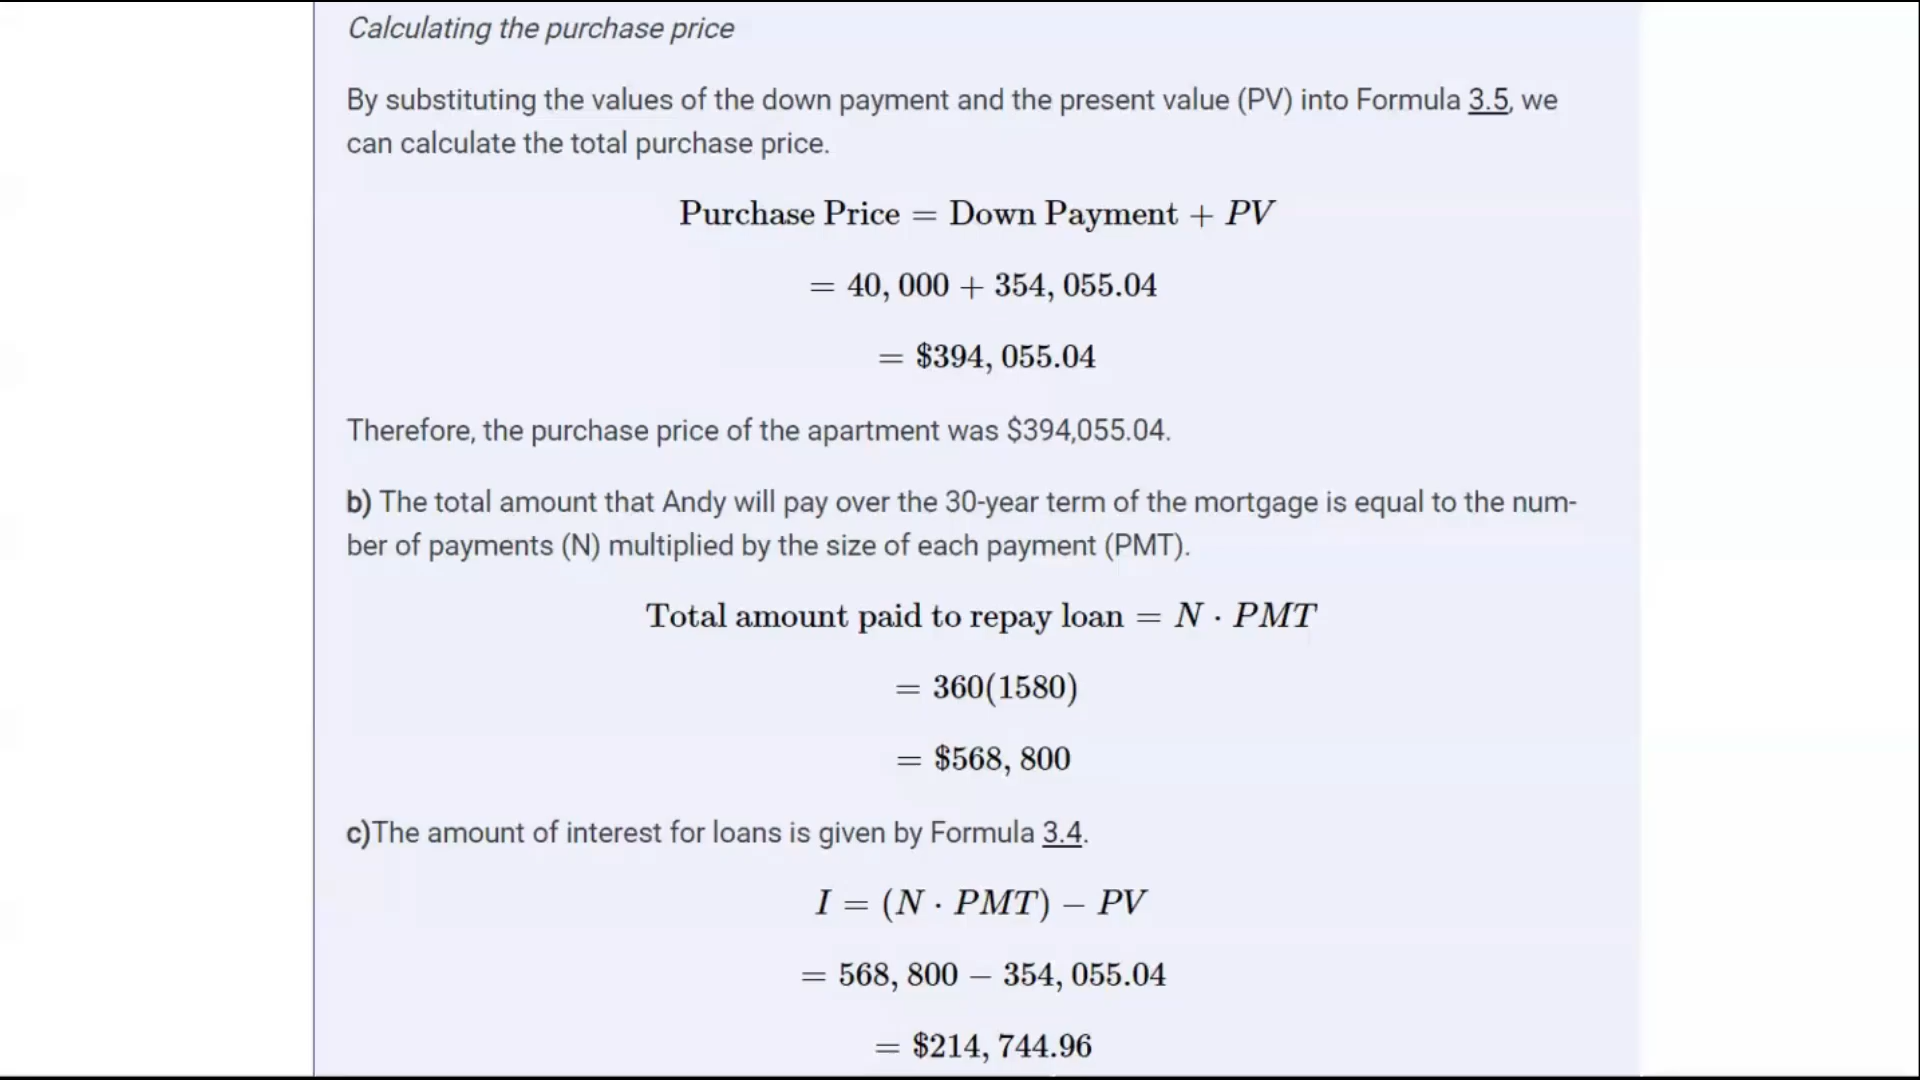 Calculating the purchase price
By substituting the values of the down payment and the present value (PV) into Formula 3.5, we
can calculate the total purchase price.
Purchase Price = Down Payment + PV
= 40, 000 + 354, 055.04
= $394, 055.04
Therefore, the purchase price of the apartment was $394,055.04.
b) The total amount that Andy will pay over the 30-year term of the mortgage is equal to the num-
ber of payments (N) multiplied by the size of each payment (PMT).
Total amount paid to repay loan = N · PMT
= 360(1580)
= $568, 800
c)The amount of interest for loans is given by Formula 3.4.
I = (N · PMT) − PV
= 568, 800 − 354, 055.04
= $214, 744.96